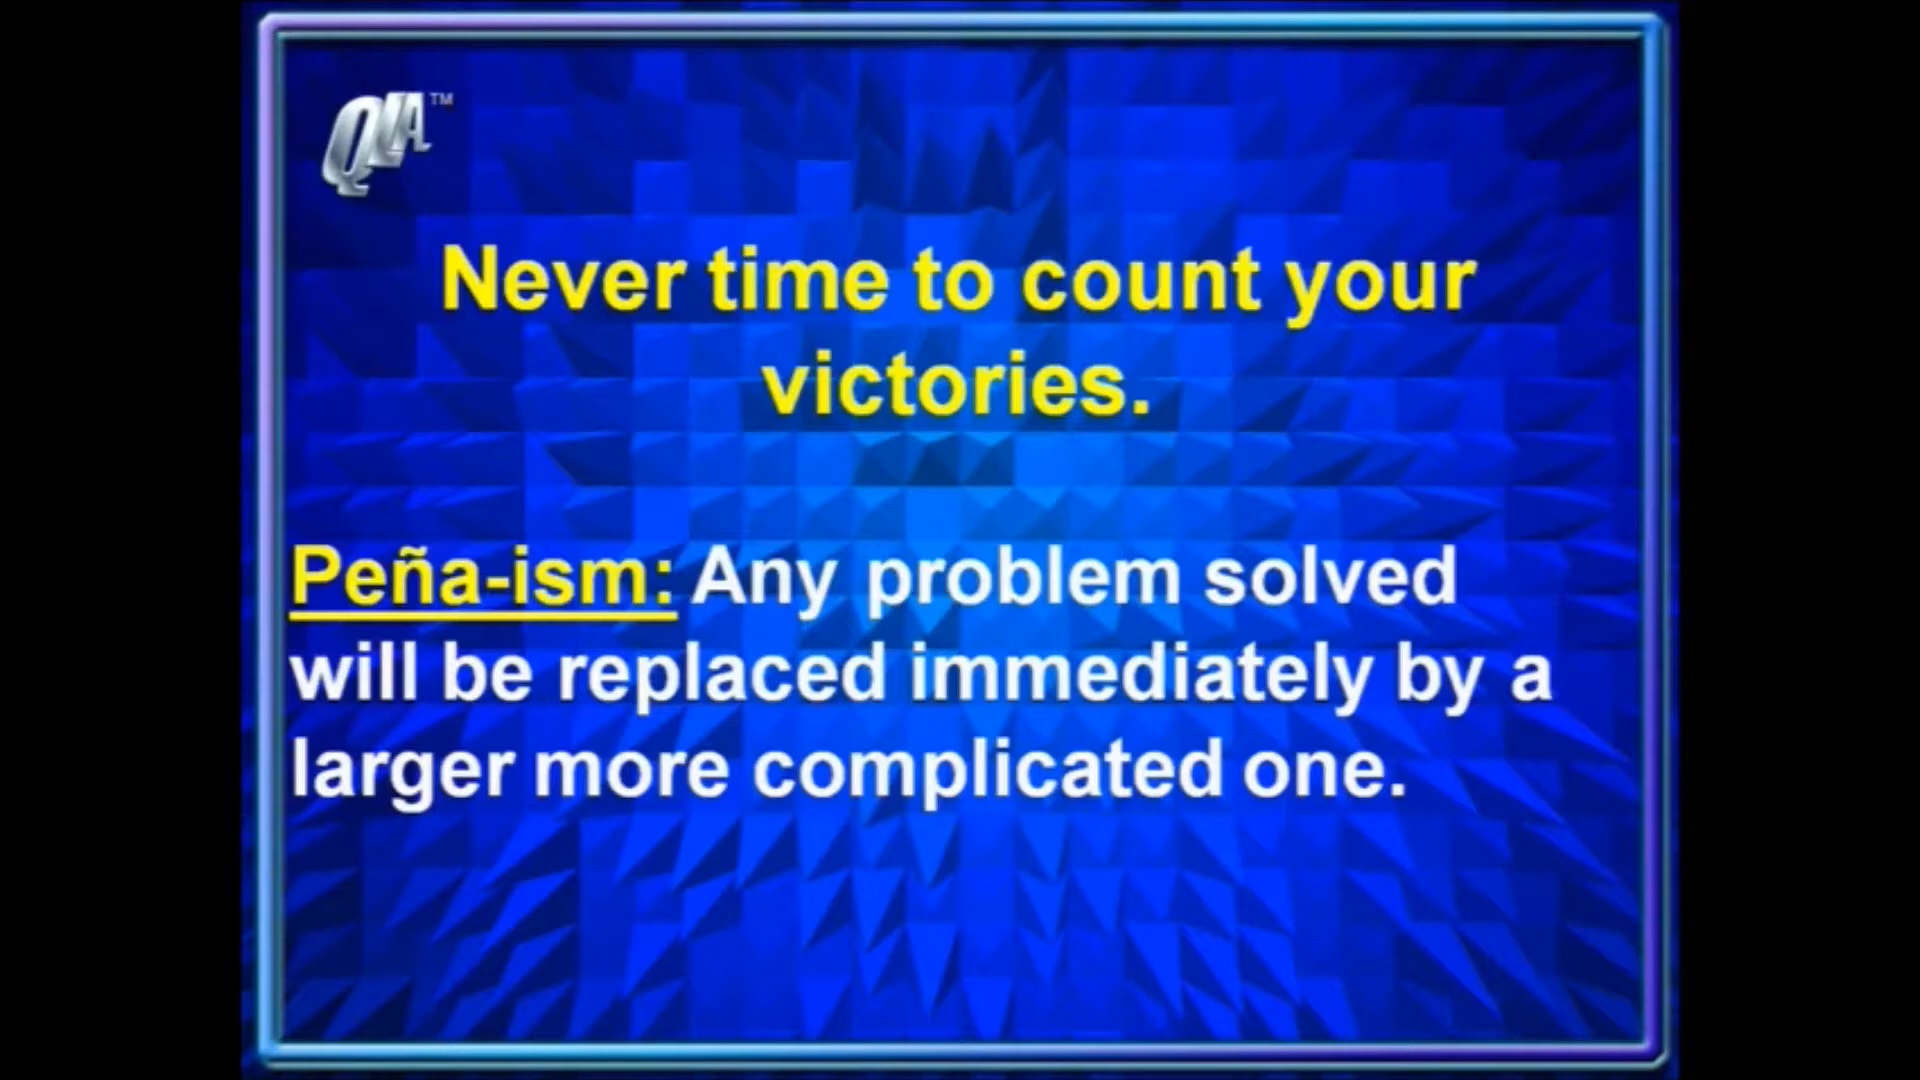 QLA™
Never time to count your
victories.
Peña-ism: Any problem solved
will be replaced immediately by a
larger more complicated one.